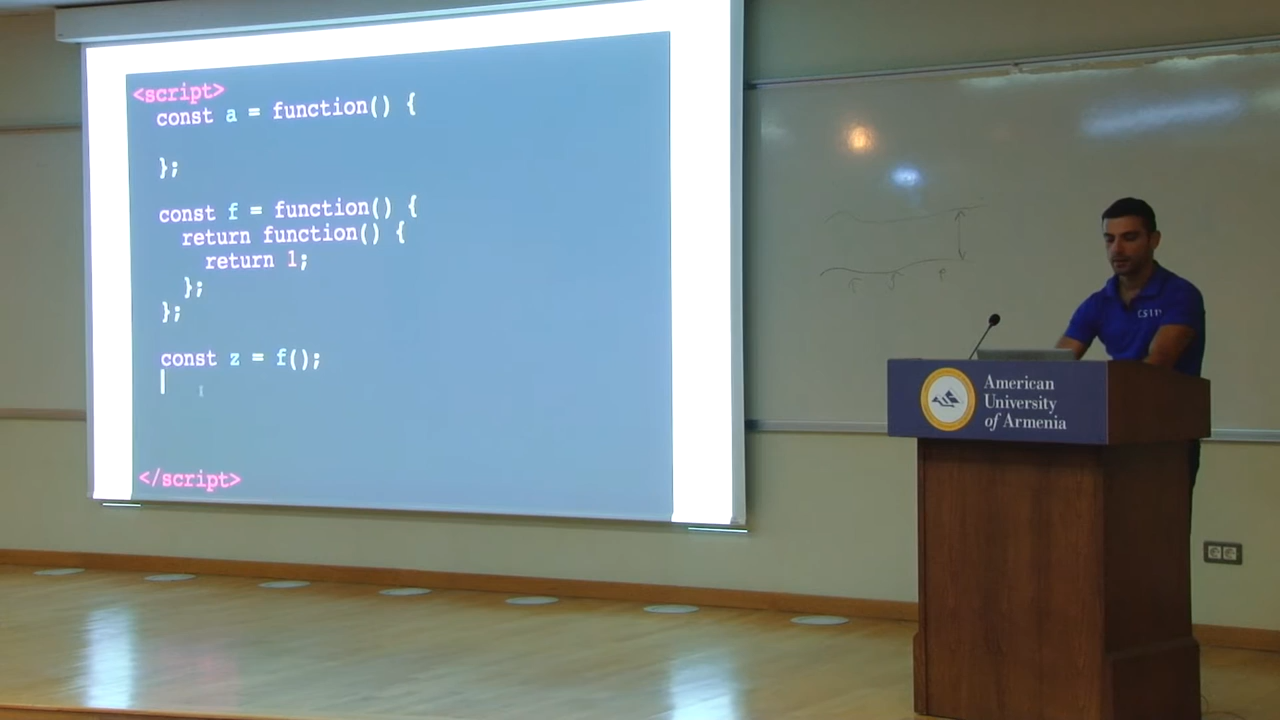 <script>
const a = function() {
};
const f = function() {
return function() {
return 1;
};
};
const z = f();
</script>
American
University
of Armenia